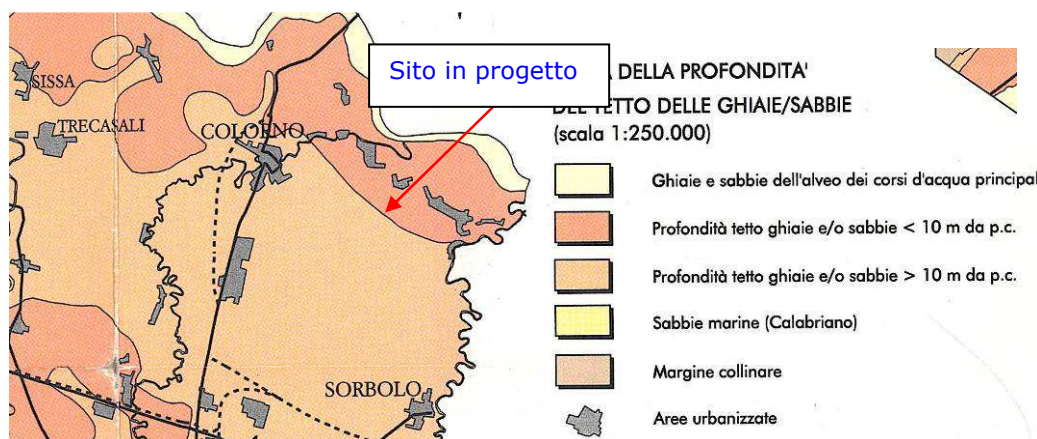 Sito in progetto
DELLA PROFONDITA'
DEL TETTO DELLE GHIAIE/SABBIE
(scala 1:250.000)
SISSA
TRECASALI
COLORNO
SORBOLO
Ghiaie e sabbie dell'alveo dei corsi d'acqua principal
Profondità tetto ghiaie e/o sabbie < 10 m da p.c.
Profondità tetto ghiaie e/o sabbie > 10 m da p.c.
Sabbie marine (Calabriano)
Margine collinare
Aree urbanizzate